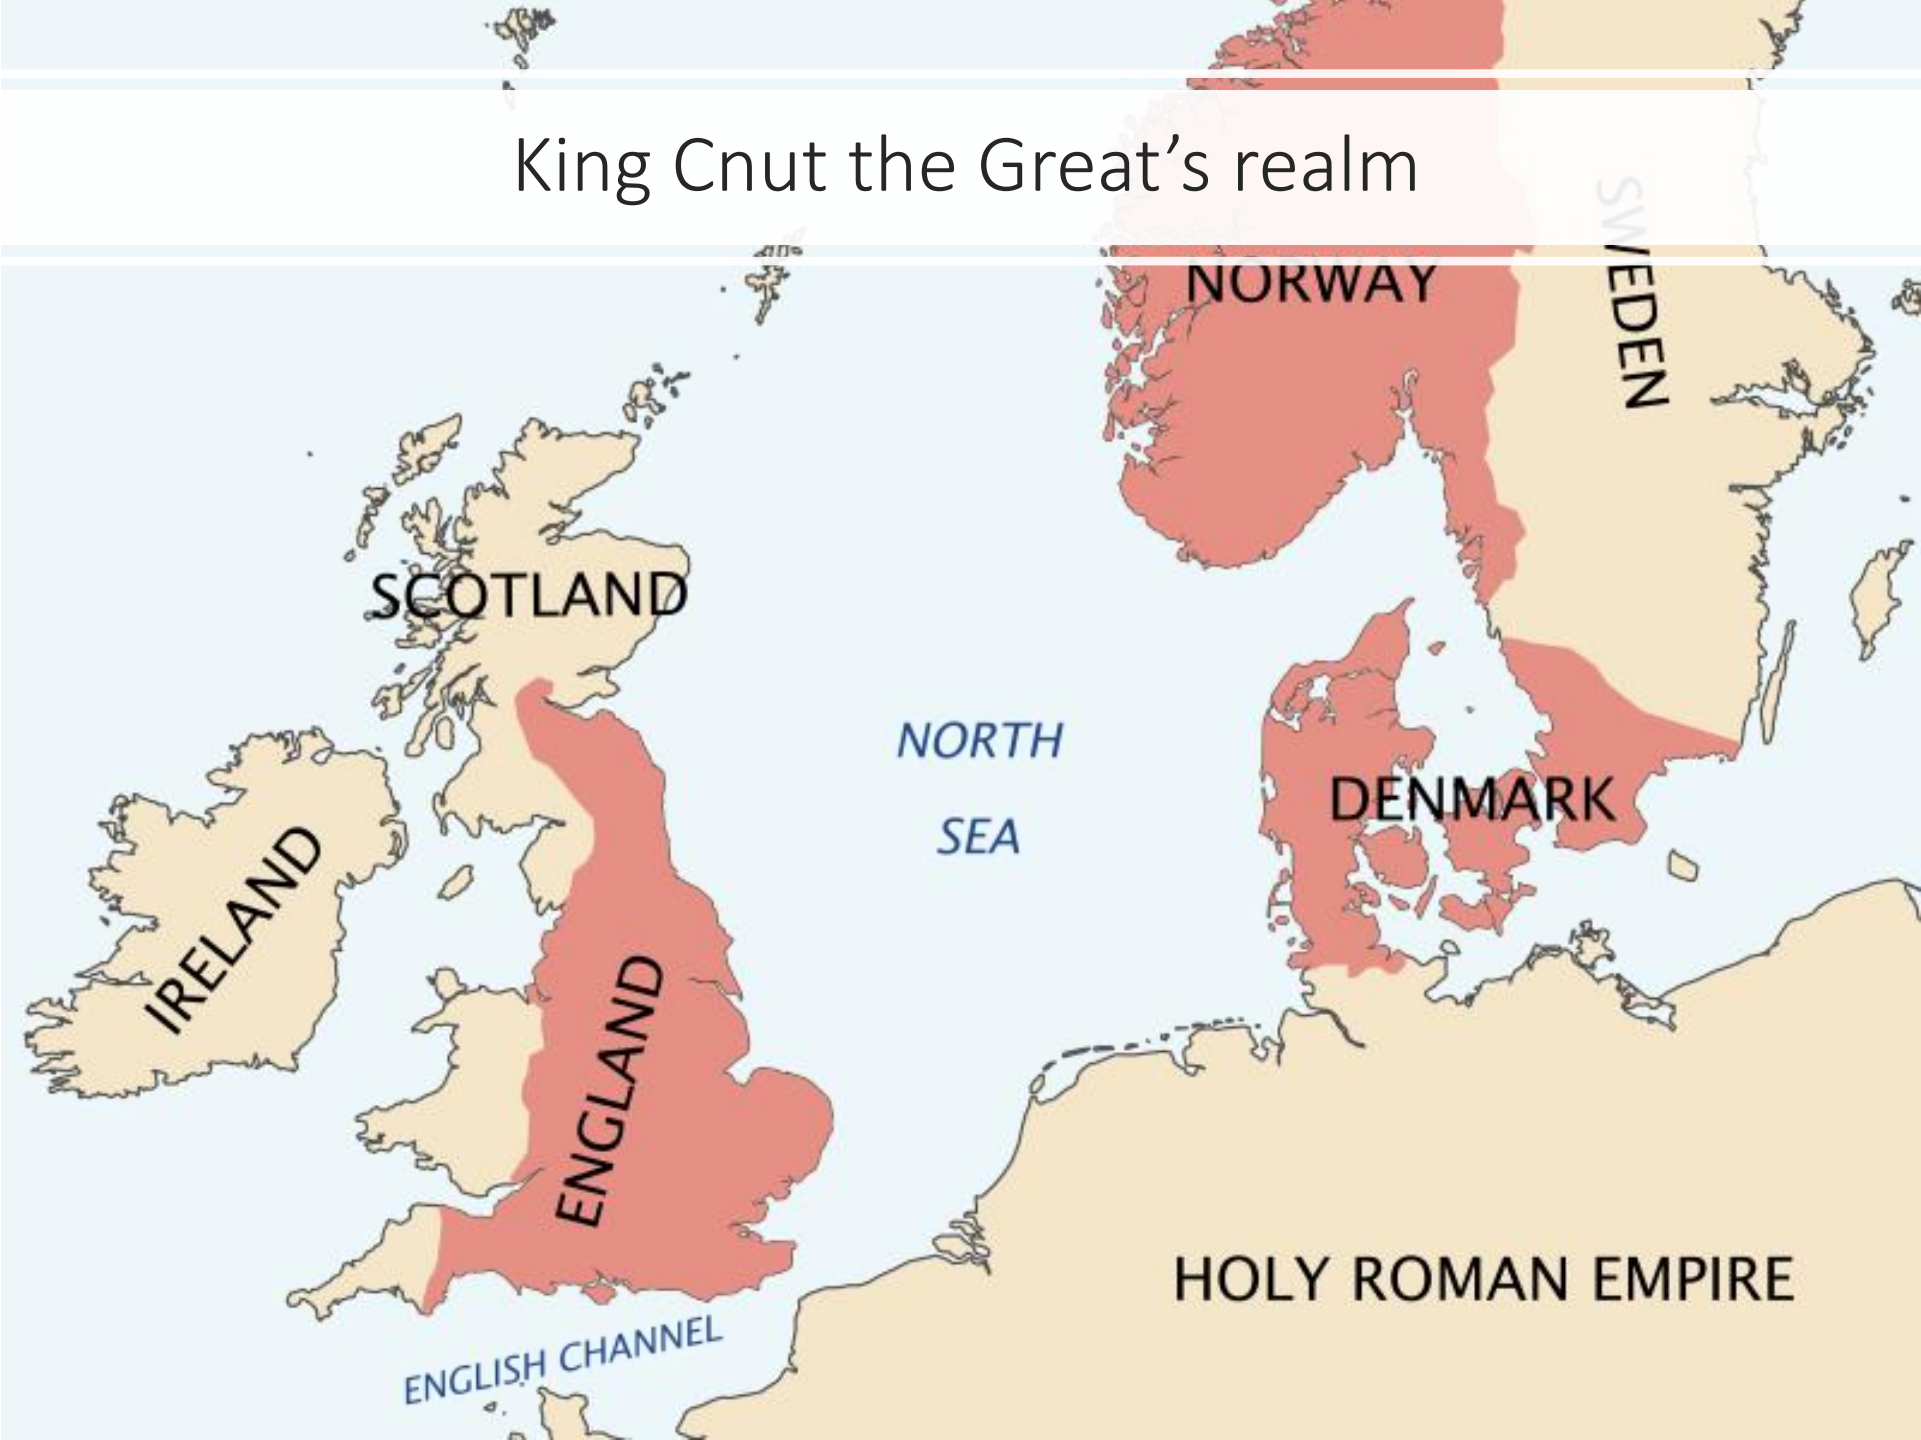 King Cnut the Great’s realm
SWEDEN
NORWAY
SCOTLAND
NORTH
SEA
DENMARK
IRELAND
ENGLAND
HOLY ROMAN EMPIRE
ENGLISH CHANNEL